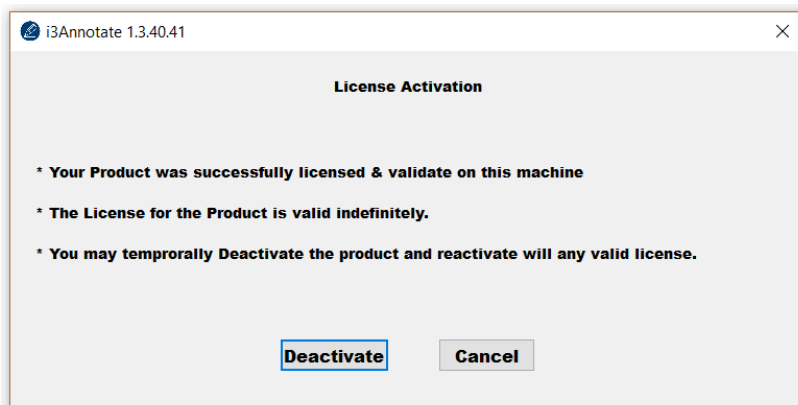 i3Annotate 1.3.40.41
License Activation
* Your Product was successfully licensed & validate on this machine
* The License for the Product is valid indefinitely.
* You may temprorally Deactivate the product and reactivate will any valid license.
Deactivate Cancel